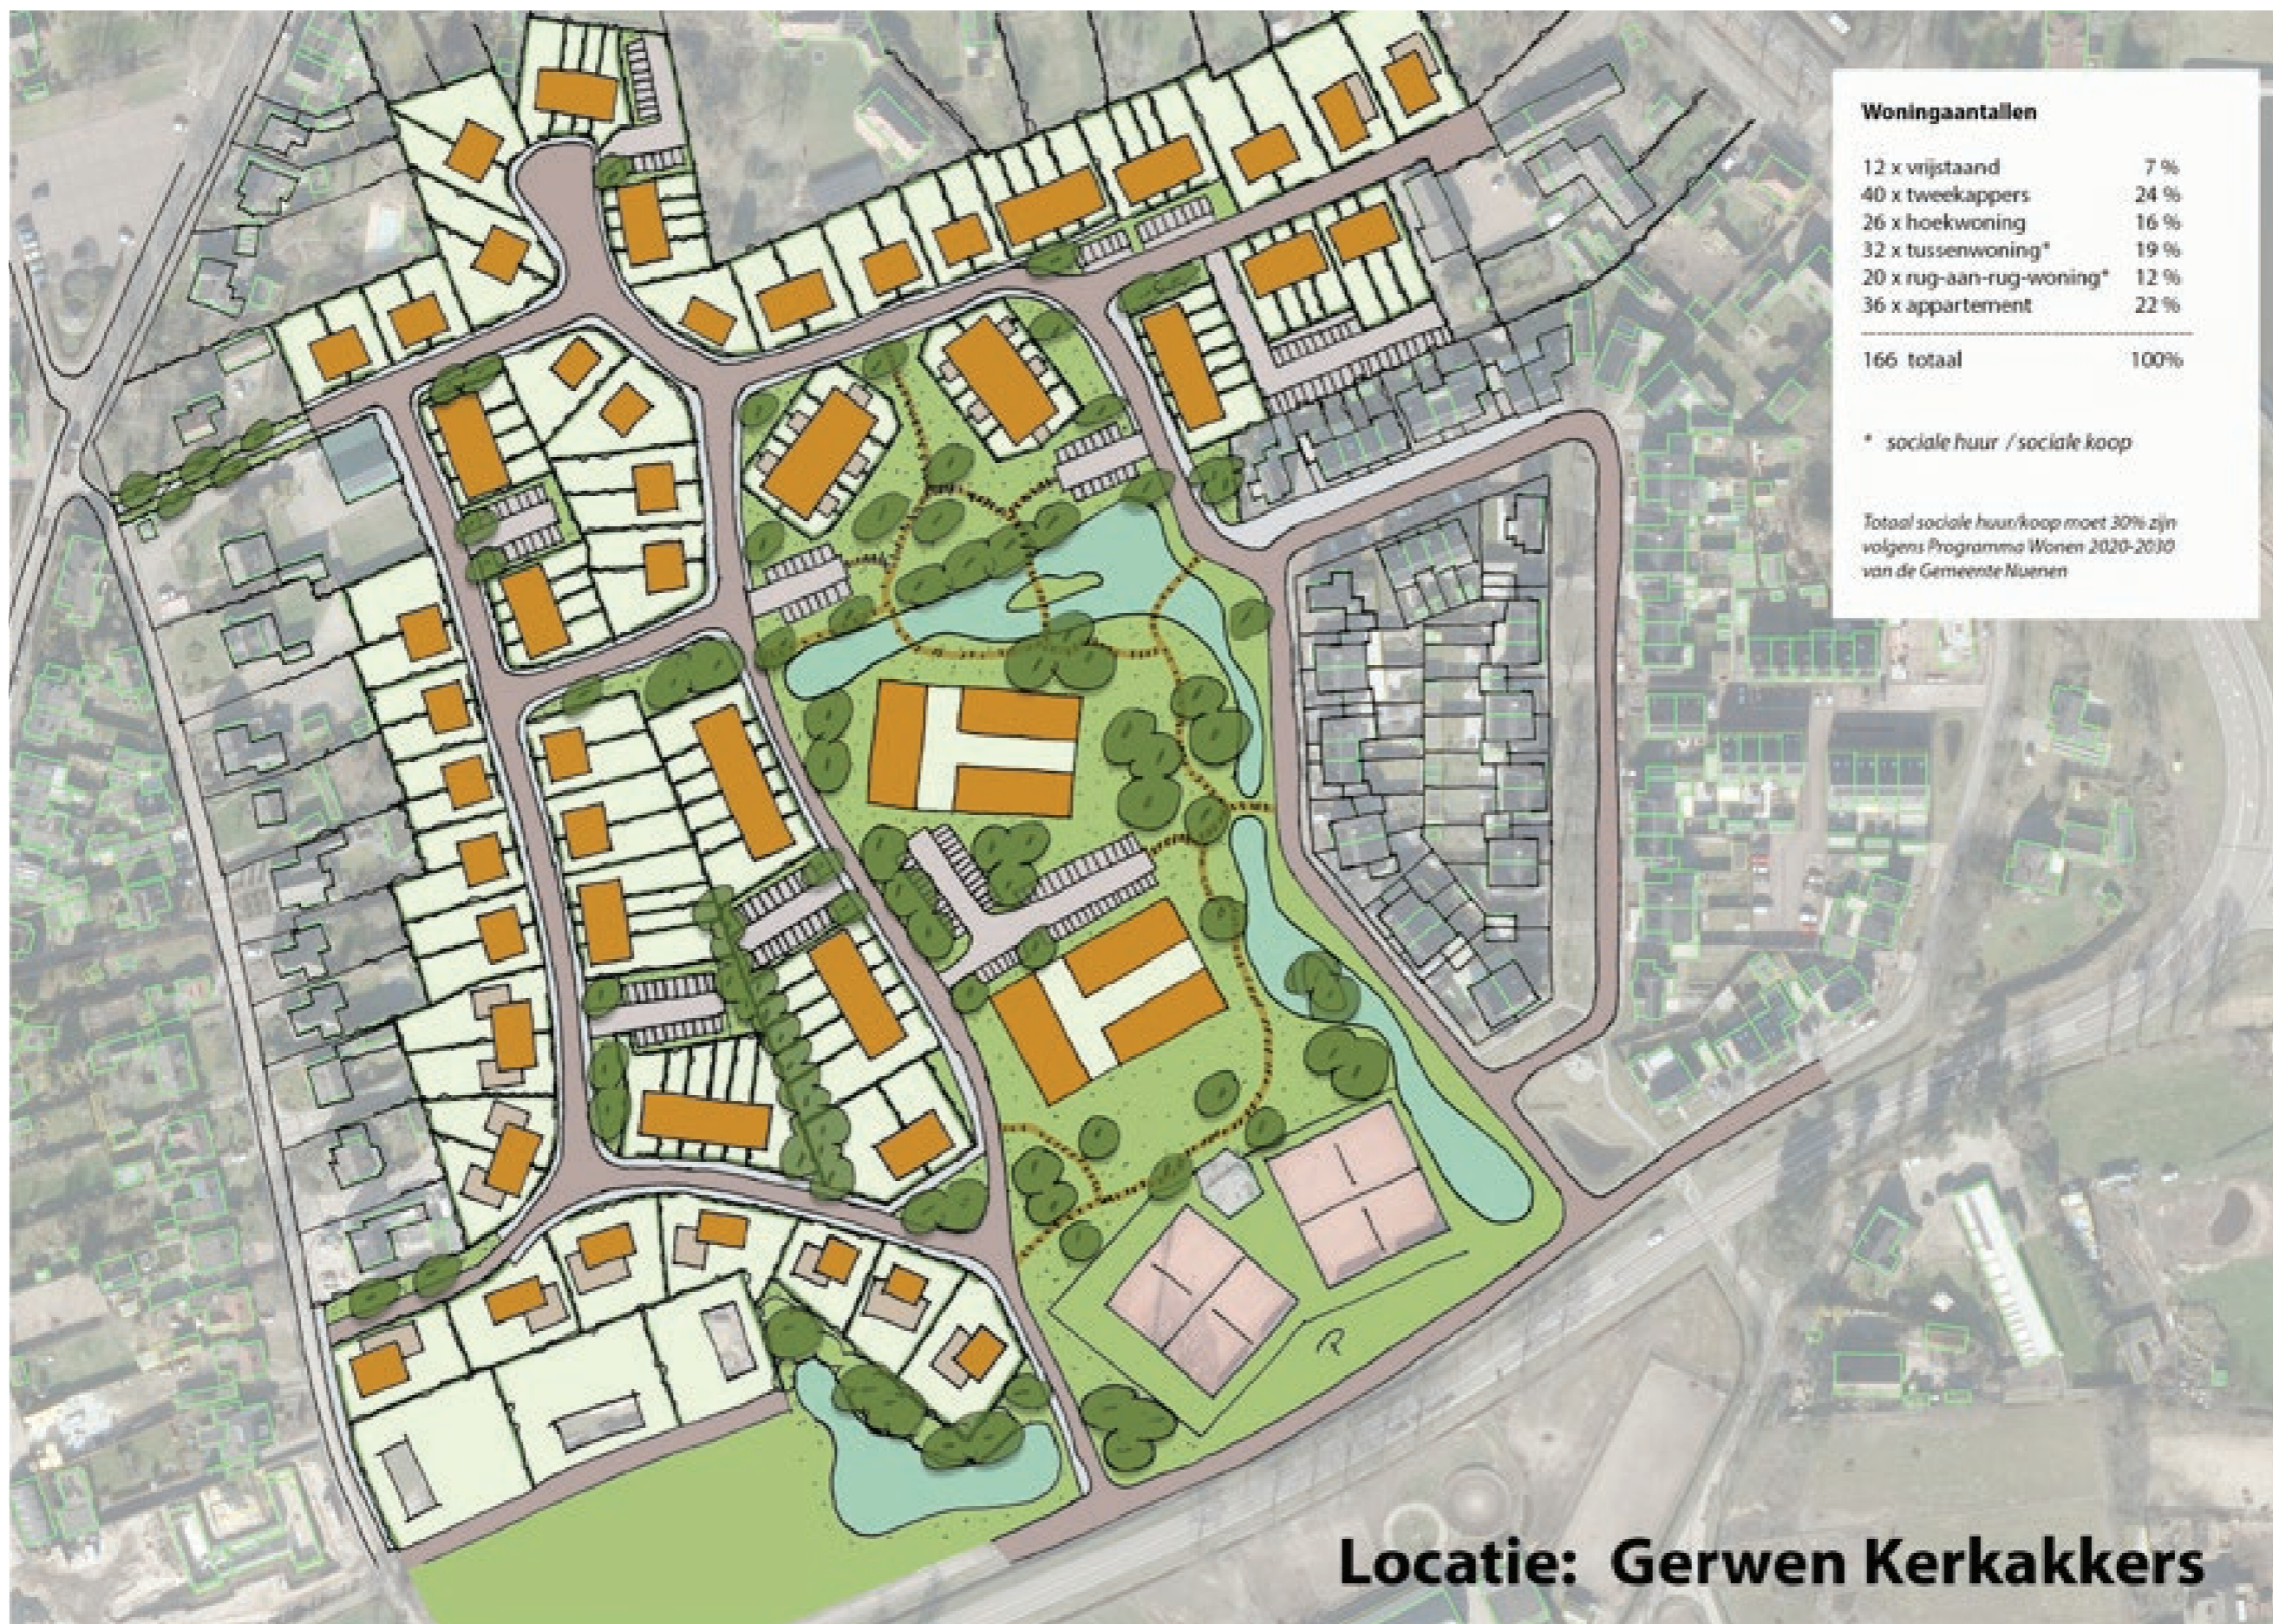 Woningaantallen
12 x vrijstaand 7 %
40 x tweekappers 24 %
26 x hoekwoning 16 %
32 x tussenwoning* 19 %
20 x rug-aan-rug-woning* 12 %
36 x appartement 22 %
166 totaal 100%
* sociale huur / sociale koop
Totaal sociale huur/koop moet 30% zijn
volgens Programma Wonen 2020-2030
van de Gemeente Nuenen
Locatie: Gerwen Kerkakkers